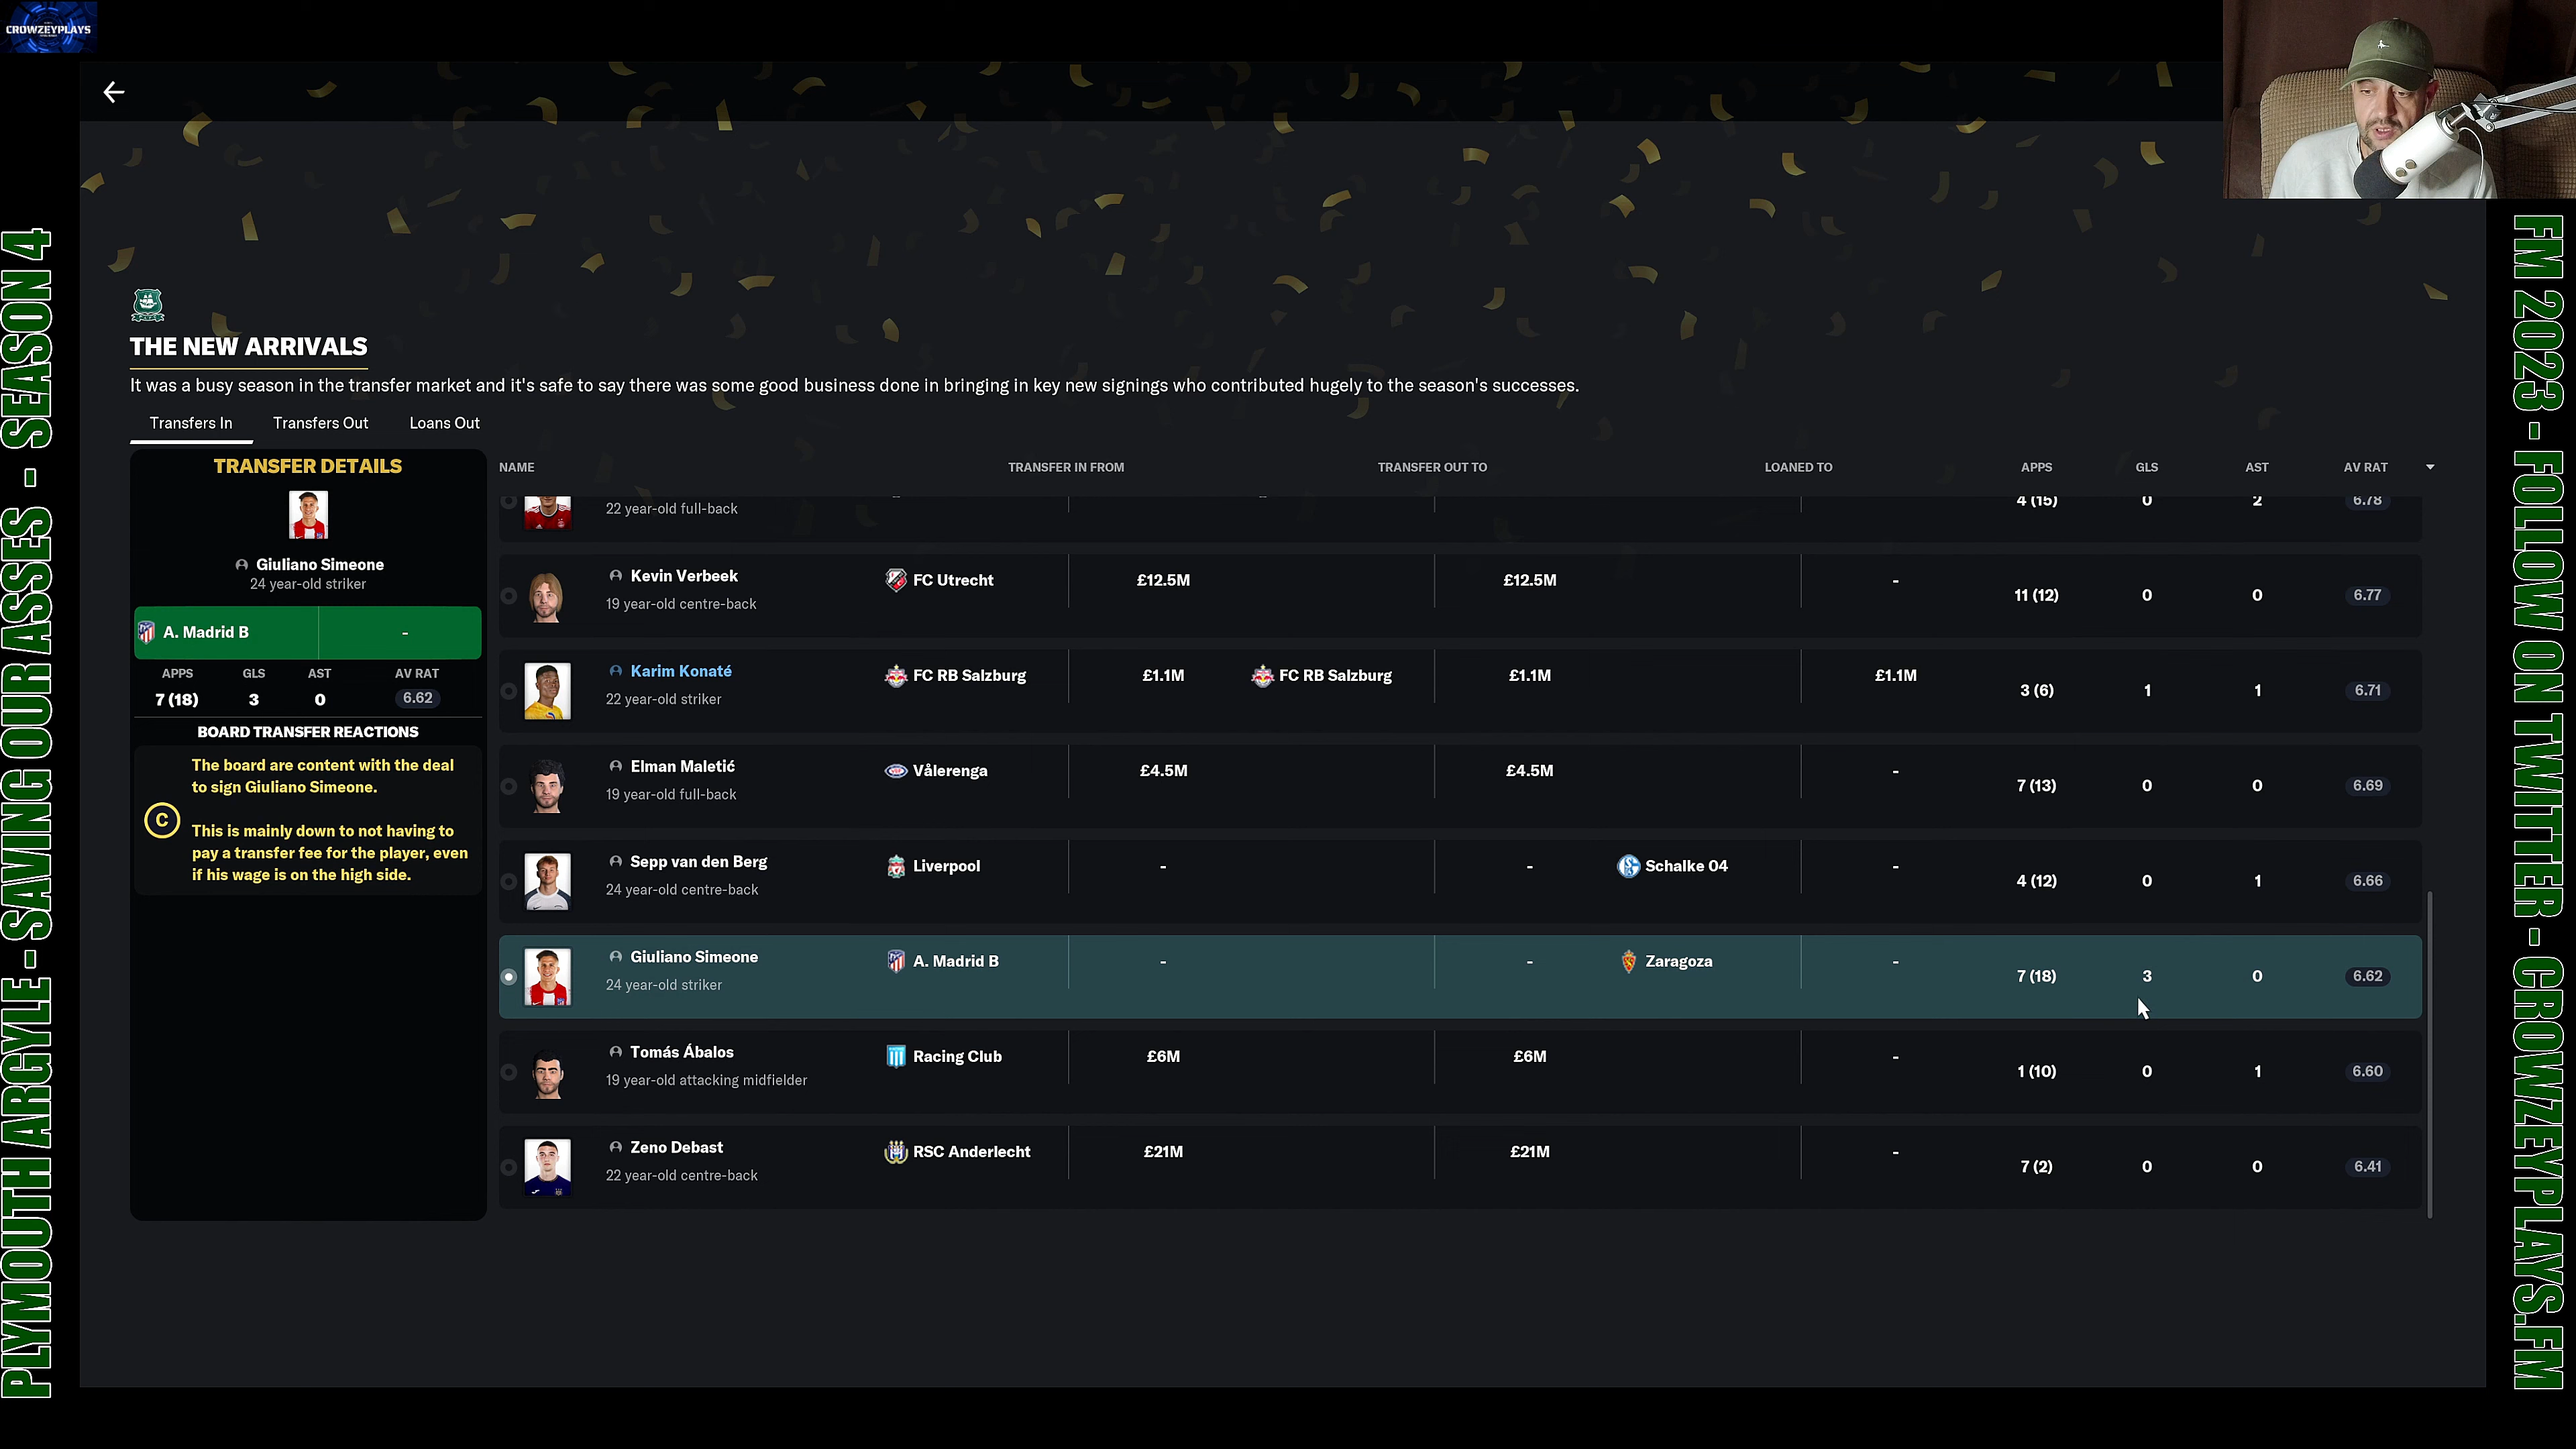 CROWZEYPLAYS
PLYMOUTH ARGYLE - SAVING OUR ASSES - SEASON 4
FM 2023 - FOLLOW ON TWITTER - CROWZEYPLAYS.FM
THE NEW ARRIVALS
It was a busy season in the transfer market and it's safe to say there was some good business done in bringing in key new signings who contributed hugely to the season's successes.
Transfers In Transfers Out Loans Out
TRANSFER DETAILS
Giuliano Simeone
24 year-old striker
A. Madrid B -
APPS GLS AST AV RAT
7 (18) 3 0 6.62
BOARD TRANSFER REACTIONS
The board are content with the deal
to sign Giuliano Simeone.
C
This is mainly down to not having to
pay a transfer fee for the player, even
if his wage is on the high side.
NAME TRANSFER IN FROM TRANSFER OUT TO LOANED TO APPS GLS AST AV RAT
22 year-old full-back 4 (15) 0 2 6.78
Kevin Verbeek FC Utrecht £12.5M £12.5M - 11 (12) 0 0 6.77
19 year-old centre-back
Karim Konaté FC RB Salzburg £1.1M FC RB Salzburg £1.1M £1.1M 3 (6) 1 1 6.71
22 year-old striker
Elman Maletić Vålerenga £4.5M £4.5M - 7 (13) 0 0 6.69
19 year-old full-back
Sepp van den Berg Liverpool - - Schalke 04 - 4 (12) 0 1 6.66
24 year-old centre-back
Giuliano Simeone A. Madrid B - - Zaragoza - 7 (18) 3 0 6.62
24 year-old striker
Tomás Ábalos Racing Club £6M £6M - 1 (10) 0 1 6.60
19 year-old attacking midfielder
Zeno Debast RSC Anderlecht £21M £21M - 7 (2) 0 0 6.41
22 year-old centre-back